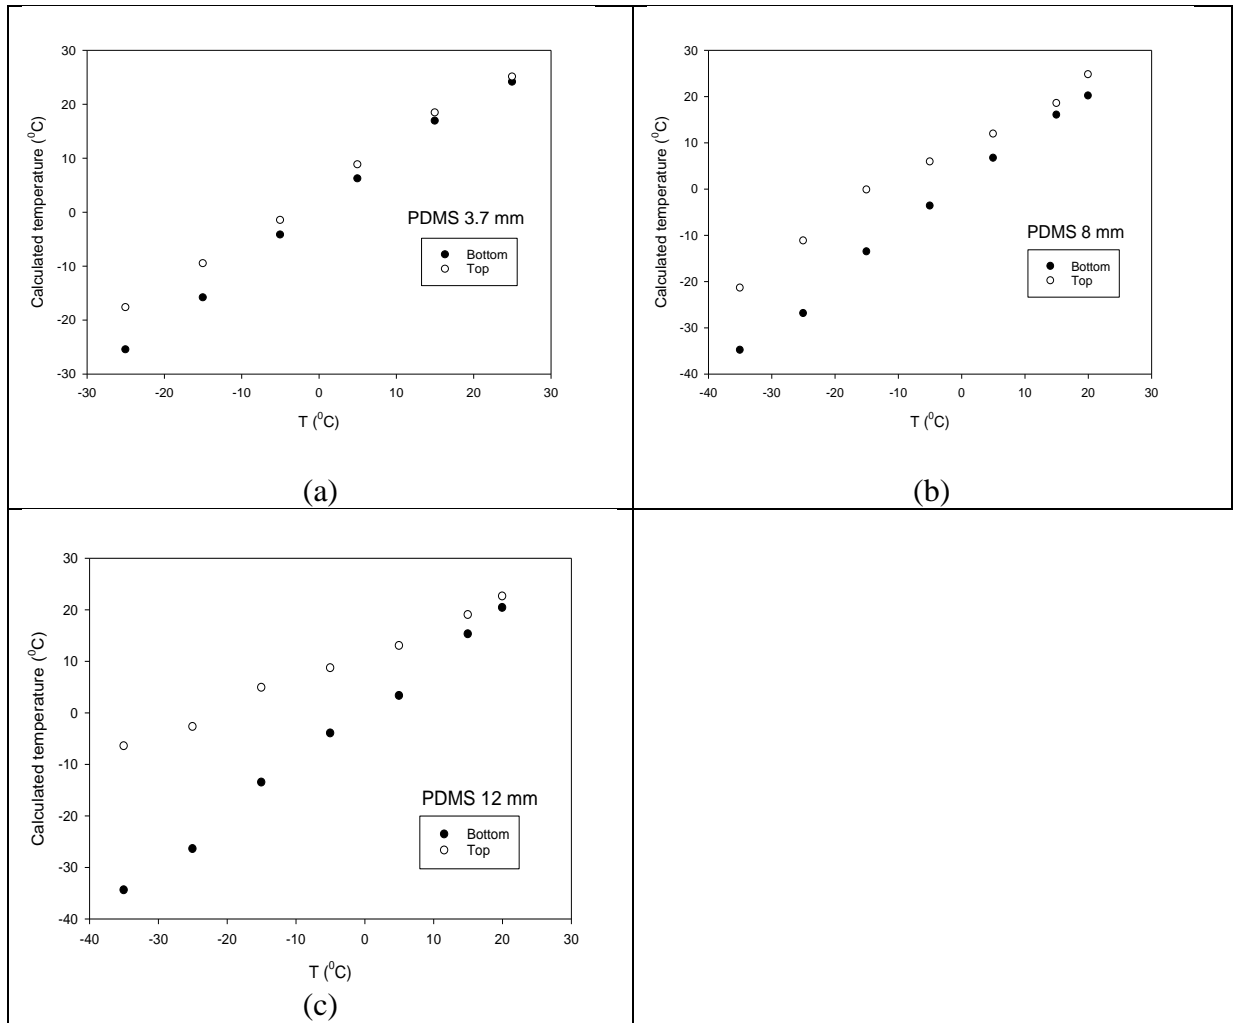 30
20
10
0
-10
-20
-30
Calculated temperature (⁰C)
-30 -20 -10 0 10 20 30
T (⁰C)
PDMS 3.7 mm
Bottom
Top
(a)
30
20
10
0
-10
-20
-30
-40
Calculated temperature (⁰C)
-40 -30 -20 -10 0 10 20 30
T (⁰C)
PDMS 8 mm
Bottom
Top
(b)
30
20
10
0
-10
-20
-30
-40
Calculated temperature (⁰C)
-40 -30 -20 -10 0 10 20 30
T (⁰C)
PDMS 12 mm
Bottom
Top
(c)